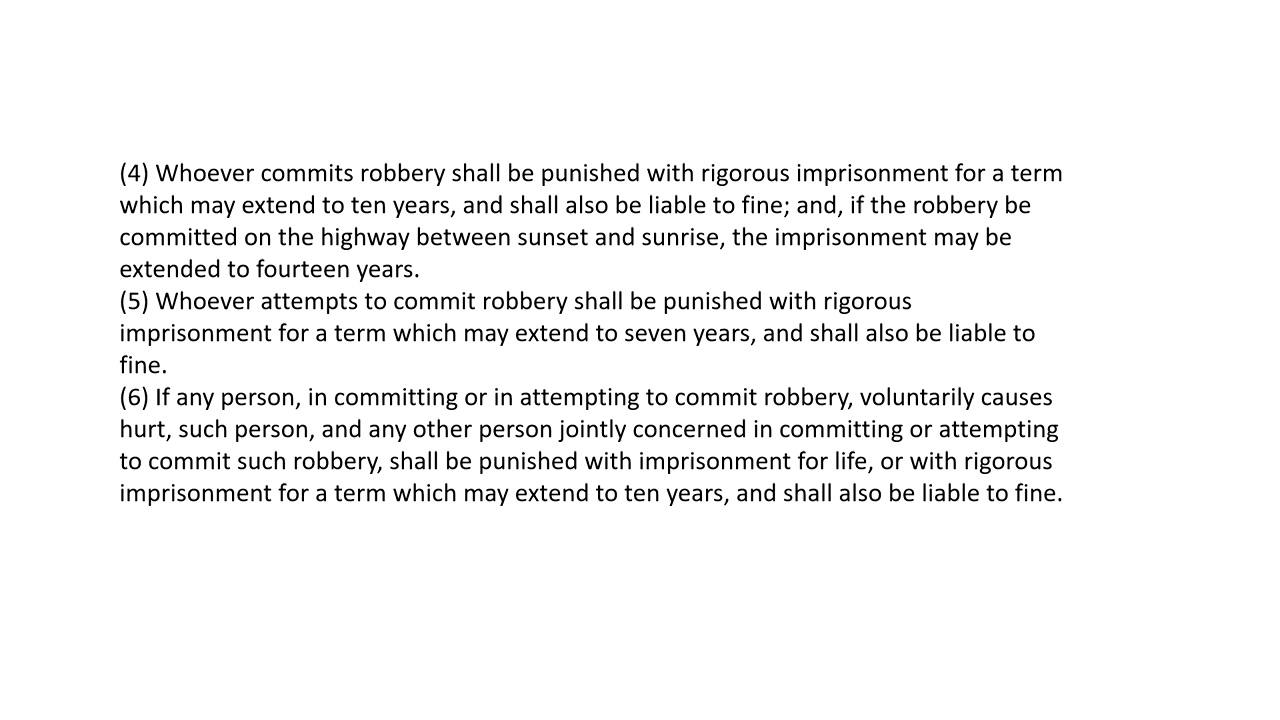 (4) Whoever commits robbery shall be punished with rigorous imprisonment for a term
which may extend to ten years, and shall also be liable to fine; and, if the robbery be
committed on the highway between sunset and sunrise, the imprisonment may be
extended to fourteen years.
(5) Whoever attempts to commit robbery shall be punished with rigorous
imprisonment for a term which may extend to seven years, and shall also be liable to
fine.
(6) If any person, in committing or in attempting to commit robbery, voluntarily causes
hurt, such person, and any other person jointly concerned in committing or attempting
to commit such robbery, shall be punished with imprisonment for life, or with rigorous
imprisonment for a term which may extend to ten years, and shall also be liable to fine.